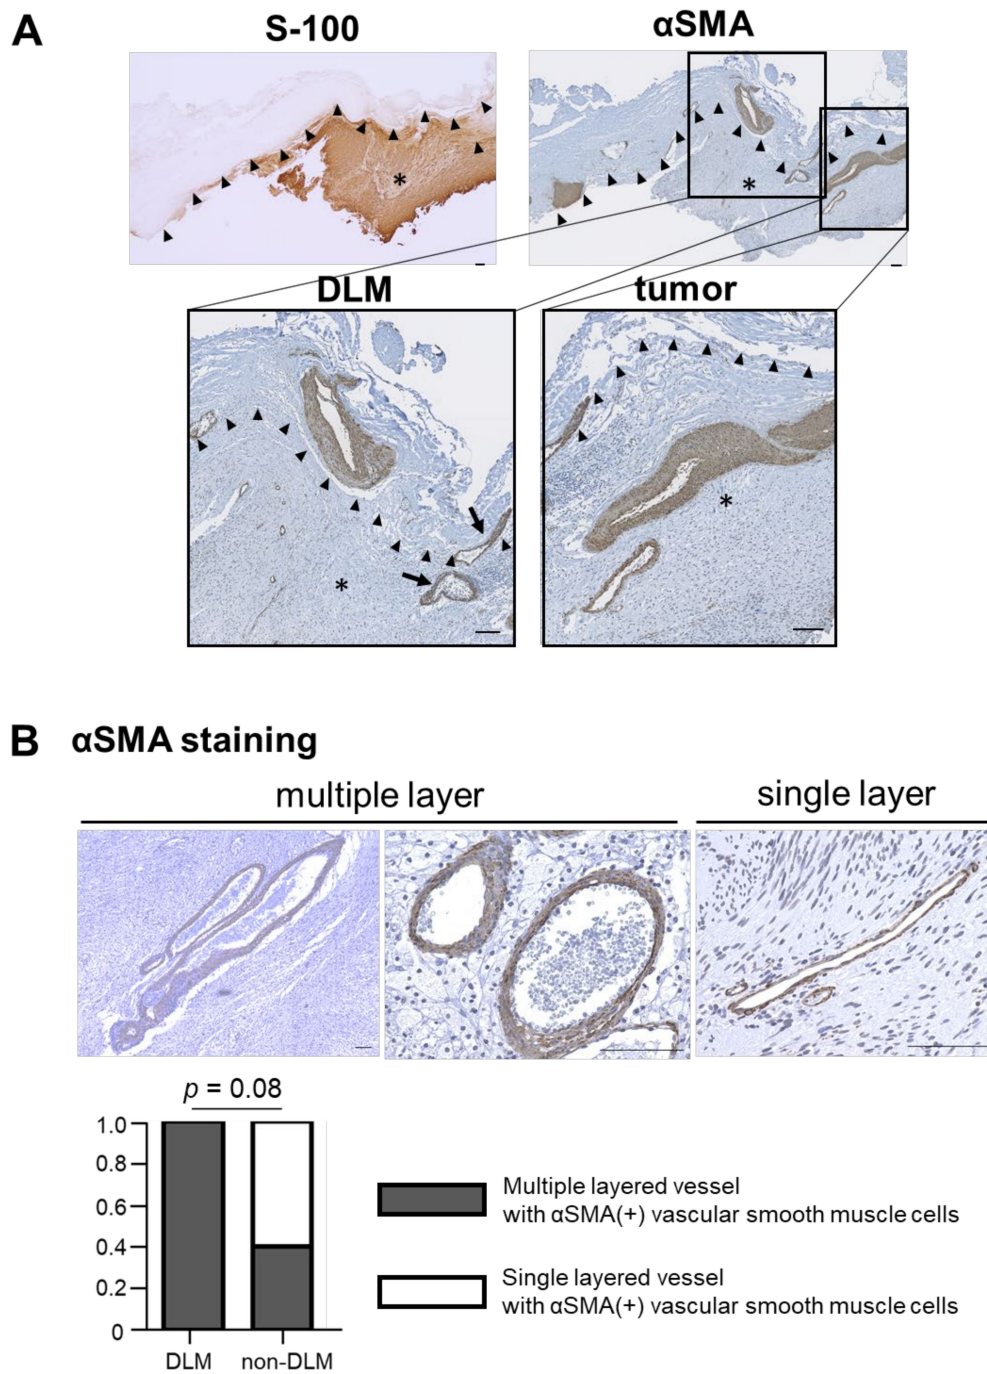 A
S-100
αSMA
*
*
DLM
tumor
*
*
B αSMA staining
multiple layer
single layer
p = 0.08
1.0
0.8
0.6
0.4
0.2
0
DLM
non-DLM
Multiple layered vessel
with αSMA(+) vascular smooth muscle cells
Single layered vessel
with αSMA(+) vascular smooth muscle cells